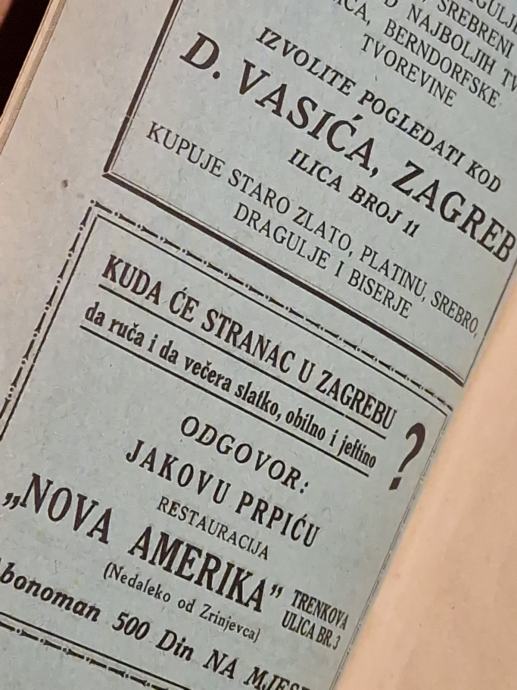 SREBRENI
NAJBOLJIH
BERNDORFSKE
TVOREVINE
IZVOLITE POGLEDATI KOD
D. VASIĆA, ZAGREB
ILICA BROJ 11
KUPUJE STARO ZLATO, PLATINU, SREBRO,
DRAGULJE I BISERJE
KUDA ĆE STRANAC U ZAGREBU
da ruča i da večera slatko, obilno i jeftino ?
ODGOVOR:
JAKOVU PRPIĆU
RESTAURACIJA
„NOVA AMERIKA" TRENKOVA
ULICA BR. 3
(Nedaleko od Zrinjevca)
bonoman 500 Din NA MJESE